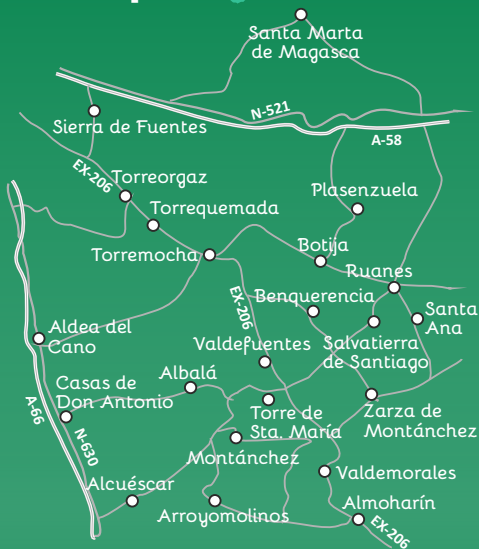 Santa Marta
de Magasca
N-521
A-58
Sierra de Fuentes
EX-206
Torreorgaz
Torrequemada
Plasenzuela
Torremocha
Botija
Ruanes
EX-206
Benquerencia
Santa
Ana
Aldea del
Cano
Valdefuentes
Salvatierra
de Santiago
Casas de
Don Antonio
Albalá
A-66
N-630
Torre de
Sta. María
Zarza de
Montánchez
Montánchez
Valdemorales
Alcuéscar
Arroyomolinos
Almoharín
EX-206